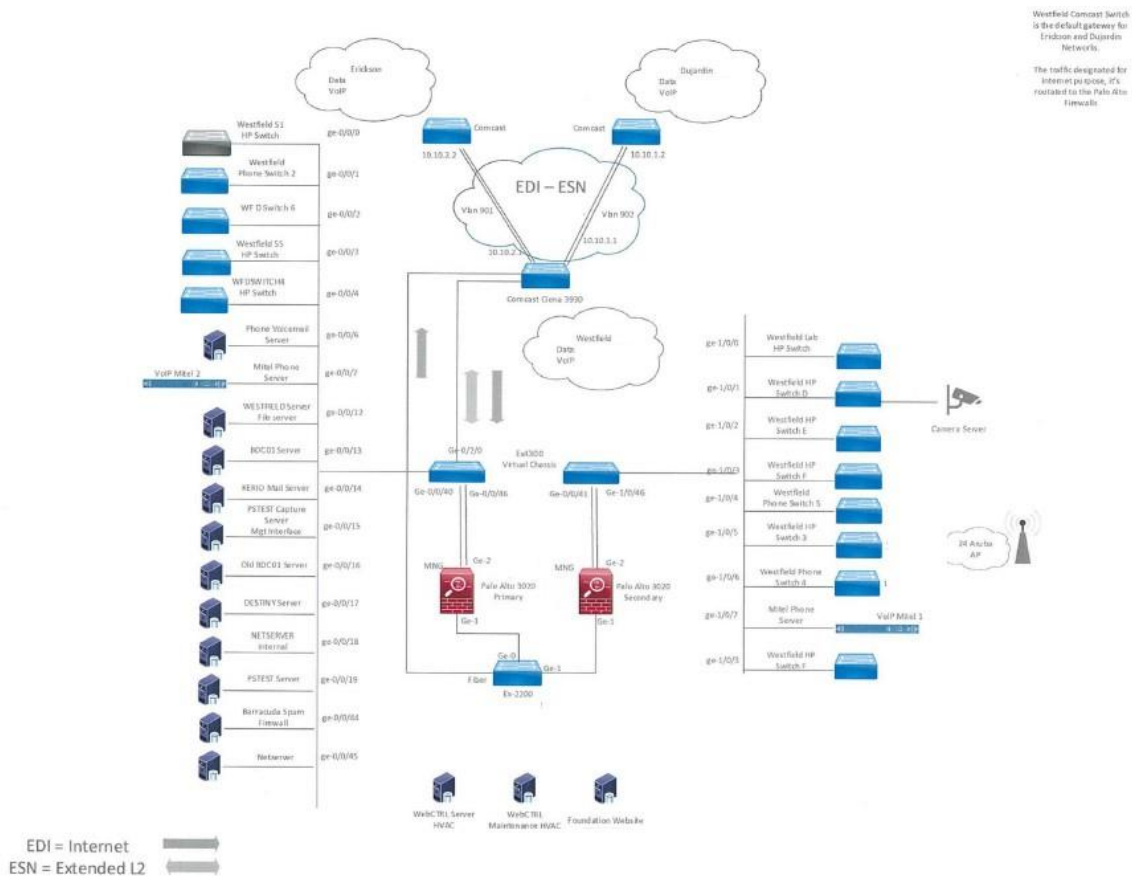 Westfield Comcast Switch
is the default gateway for
Erickson and Dujardin
Networks.
The traffic designated for
internet purpose, it's
routated to the Palo Alto
Firewalls
Erickson
Data
VoIP
Dujardin
Data
VoIP
Comcast
Comcast
10.10.2.2
10.10.1.2
EDI – ESN
Vlan 901
Vlan 902
10.10.2.1
10.10.1.1
Comcast Ciena 3930
Westfield
Data
VoIP
Westfield S1
HP Switch
ge-0/0/0
Westfield
Phone Switch 2
ge-0/0/1
WF DSwitch 6
ge-0/0/2
Westfield S5
HP Switch
ge-0/0/3
WFDSWITCH4
HP Switch
ge-0/0/4
Phone Voicemail
Server
ge-0/0/6
Mitel Phone
Server
ge-0/0/7
VoIP Mitel 2
WESTFIELD Server
File server
ge-0/0/12
BDC01 Server
ge-0/0/13
KERIO Mail Server
ge-0/0/14
PSTEST Capture
Server
Mgt Interface
ge-0/0/15
Old BDC01 Server
ge-0/0/16
DESTINY Server
ge-0/0/17
NETSERVER
Internal
ge-0/0/18
PSTEST Server
ge-0/0/19
Barracuda Spam
Firewall
ge-0/0/44
Netserver
ge-0/0/45
Ge-0/2/0
Virtual Chassis
Ge-0/0/40
Ge-0/0/46
Ge-0/0/41
Ge-1/0/46
MNG
Ge-2
Palo Alto 3020
Primary
Ge-1
MNG
Ge-2
Palo Alto 3020
Secondary
Ge-1
Ge-0
Ge-1
Fiber
Ex-2200
ge-1/0/0
Westfield Lab
HP Switch
ge-1/0/1
Westfield HP
Switch D
Camera Server
ge-1/0/2
Westfield HP
Switch E
ge-1/0/3
Westfield HP
Switch F
ge-1/0/4
Westfield
Phone Switch 5
ge-1/0/5
Westfield HP
Switch 3
24 Aruba
AP
ge-1/0/6
Westfield Phone
Switch 4
ge-1/0/7
Mitel Phone
Server
VoIP Mitel 1
ge-1/0/3
Westfield HP
Switch F
WebCTRL Server
HVAC
WebCTRL
Maintenance HVAC
Foundation Website
EDI = Internet
ESN = Extended L2